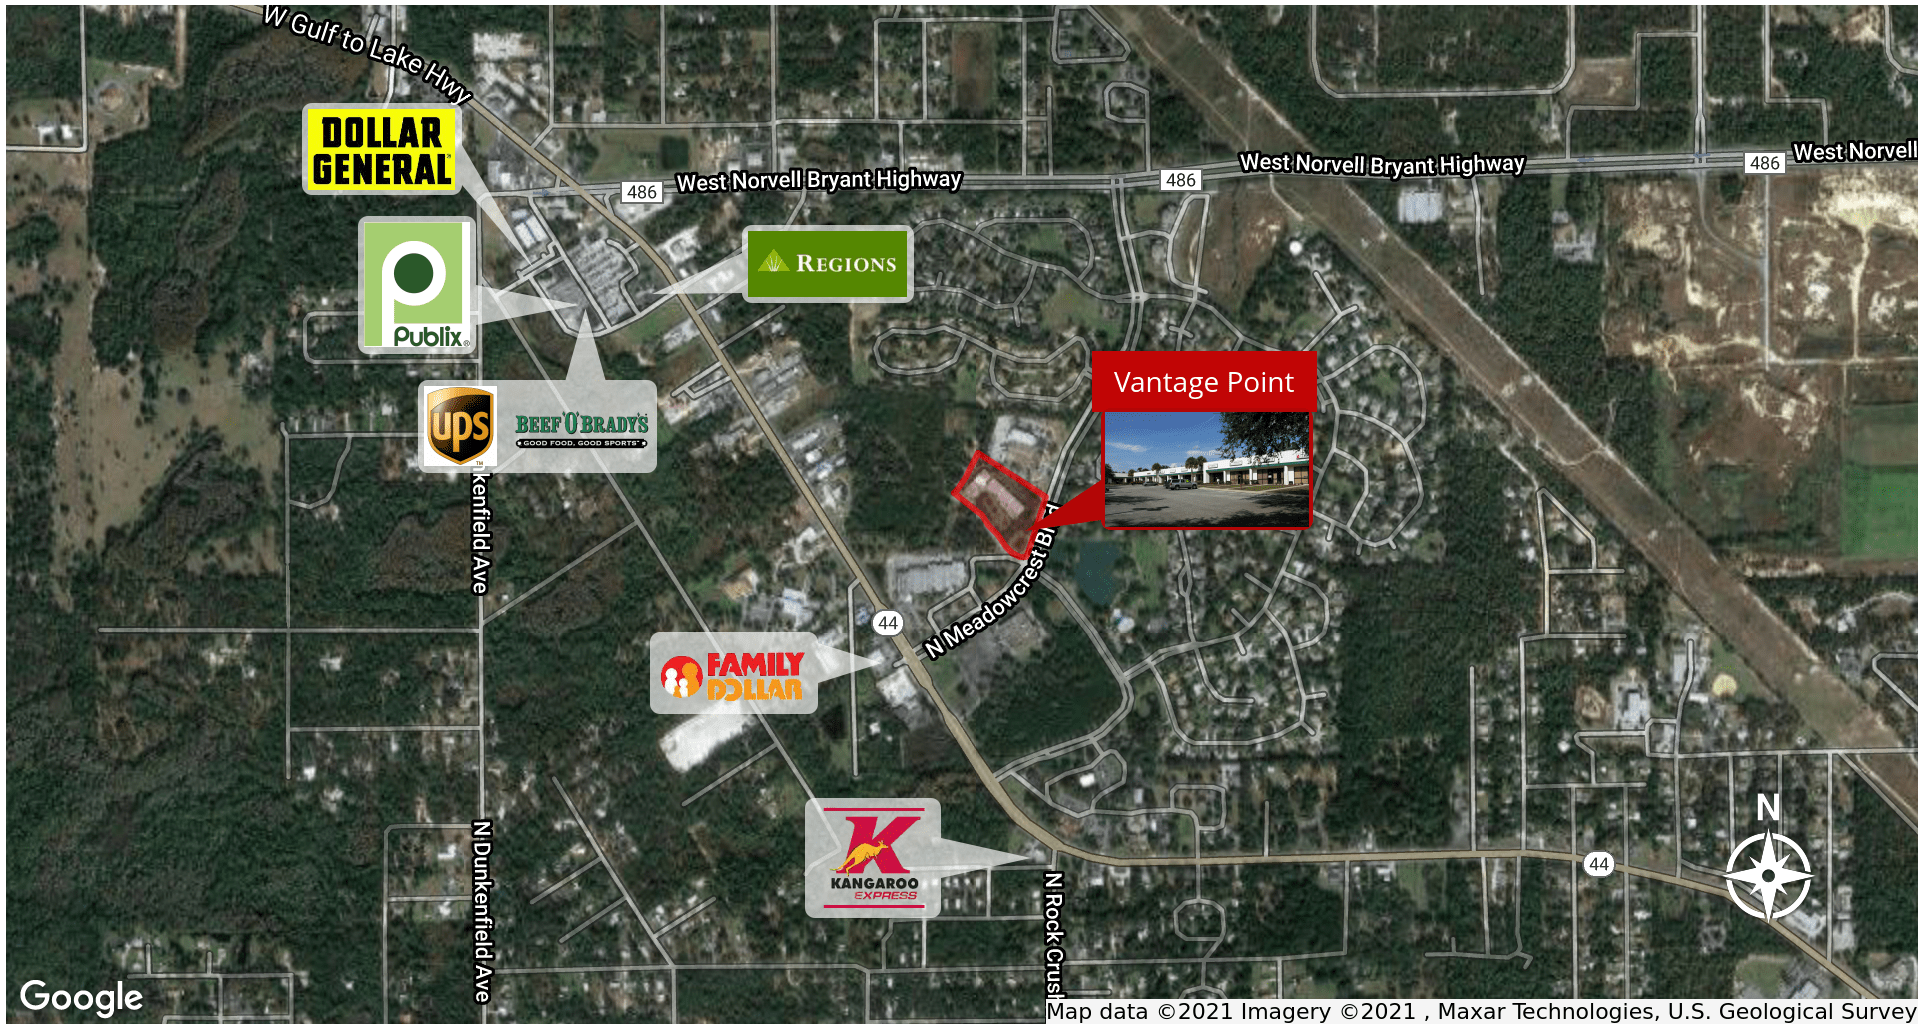 W Gulf to Lake Hwy
DOLLAR
GENERAL
486
West Norvell Bryant Highway
486
West Norvell Bryant Highway
486
West Norvell
Publix
REGIONS
Vantage Point
ups
BEEF 'O' BRADY'S
GOOD FOOD. GOOD SPORTS
kenfield Ave
N Meadowcrest Blvd
44
FAMILY
DOLLAR
KANGAROO
EXPRESS
44
N
N Dunkenfield Ave
N Rock Crush
Google
Map data ©2021 Imagery ©2021 , Maxar Technologies, U.S. Geological Survey